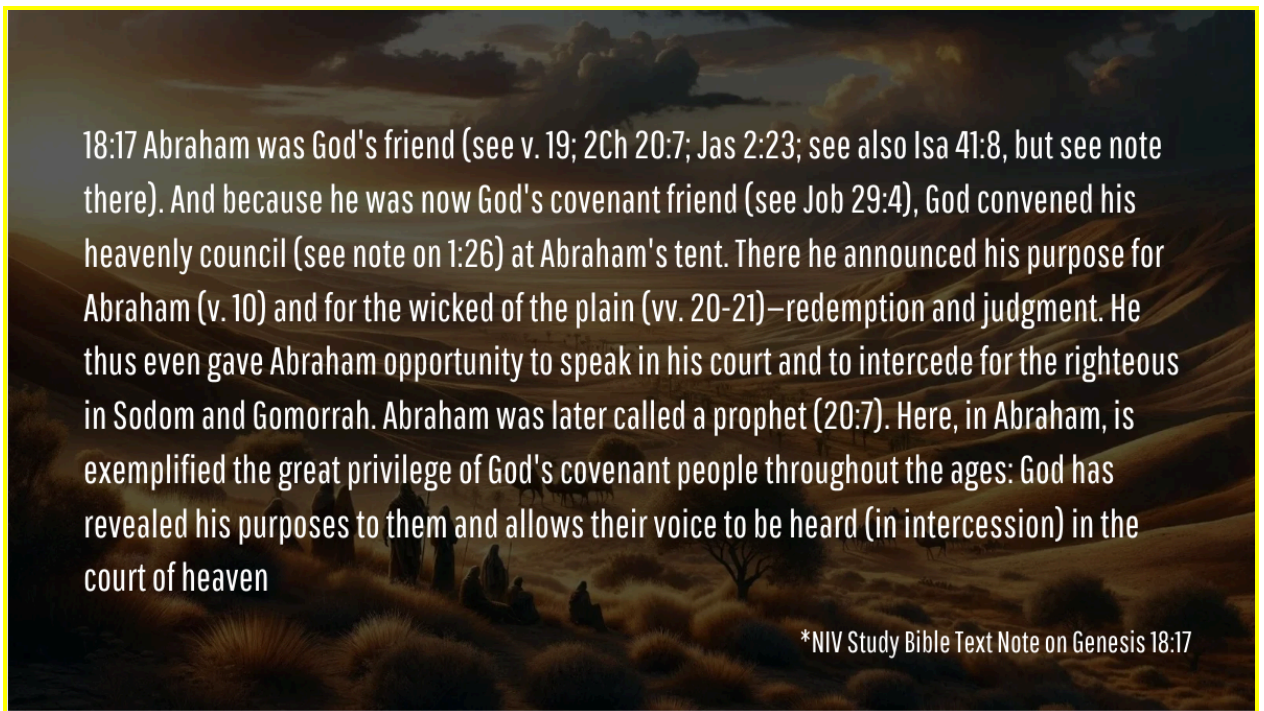 18:17 Abraham was God's friend (see v. 19; 2Ch 20:7; Jas 2:23; see also Isa 41:8, but see note
there). And because he was now God's covenant friend (see Job 29:4), God convened his
heavenly council (see note on 1:26) at Abraham's tent. There he announced his purpose for
Abraham (v. 10) and for the wicked of the plain (vv. 20-21)—redemption and judgment. He
thus even gave Abraham opportunity to speak in his court and to intercede for the righteous
in Sodom and Gomorrah. Abraham was later called a prophet (20:7). Here, in Abraham, is
exemplified the great privilege of God's covenant people throughout the ages: God has
revealed his purposes to them and allows their voice to be heard (in intercession) in the
court of heaven
*NIV Study Bible Text Note on Genesis 18:17